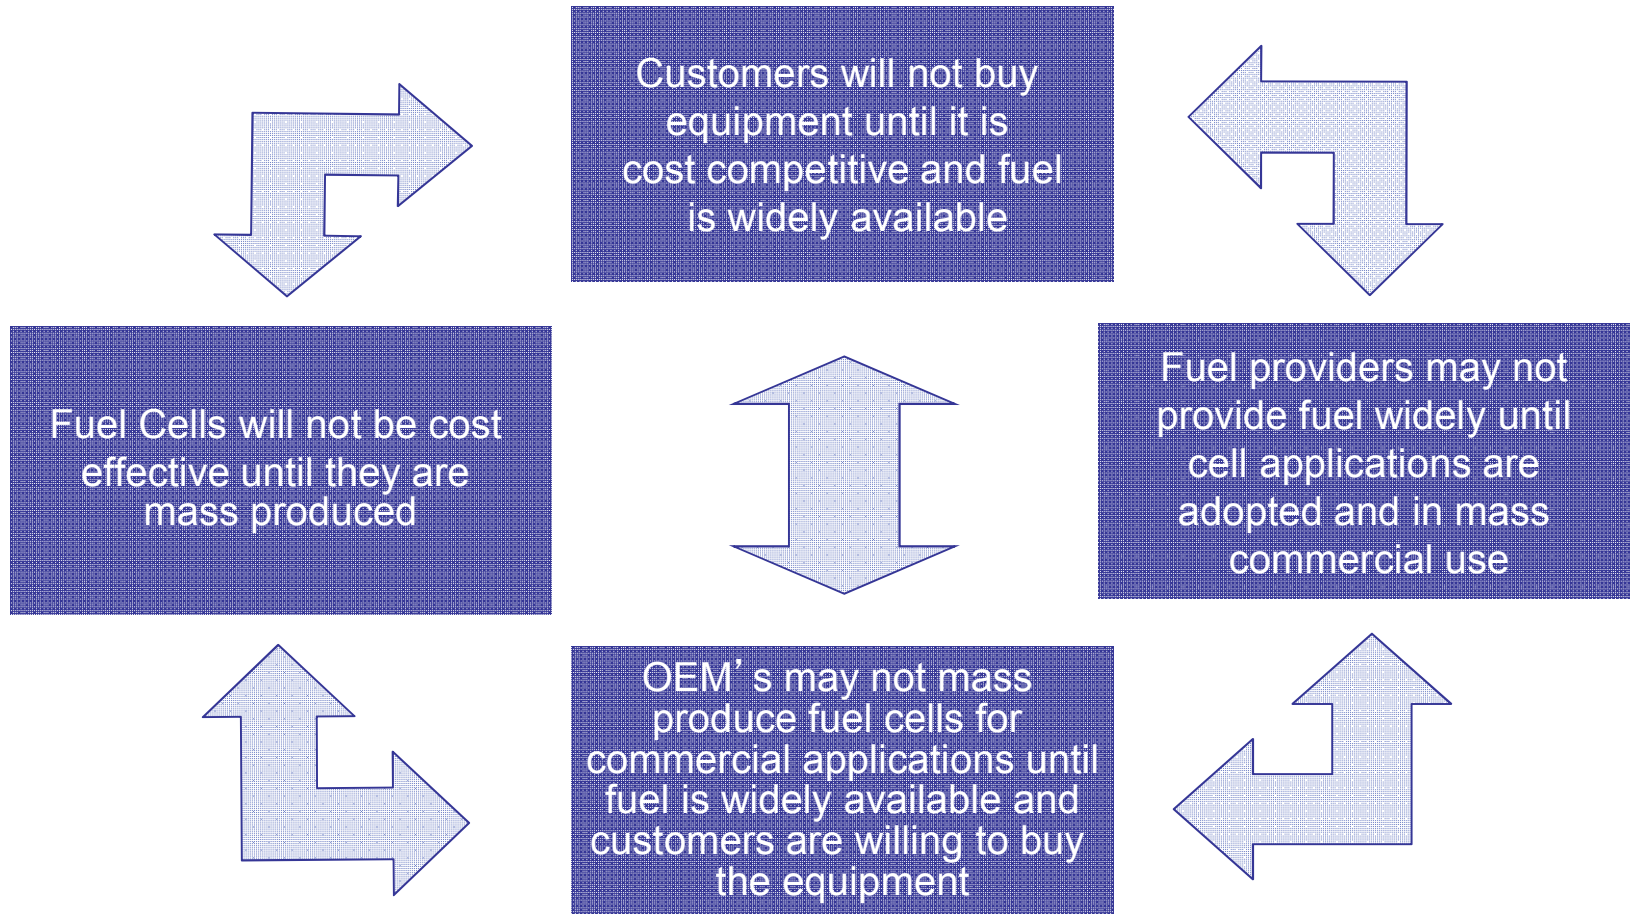 Customers will not buy
equipment until it is
cost competitive and fuel
is widely available
Fuel Cells will not be cost
effective until they are
mass produced
Fuel providers may not
provide fuel widely until
cell applications are
adopted and in mass
commercial use
OEM’s may not mass
produce fuel cells for
commercial applications until
fuel is widely available and
customers are willing to buy
the equipment